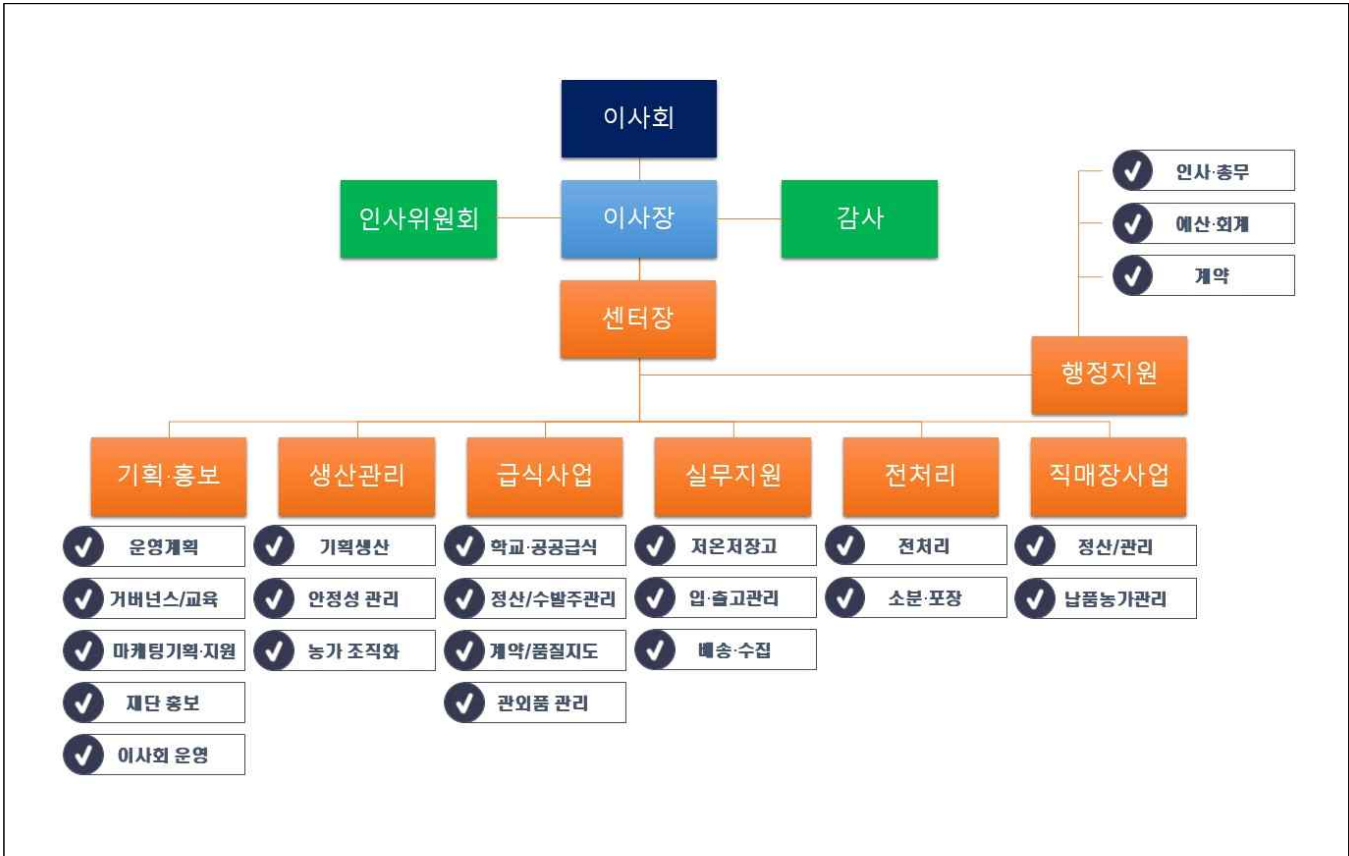 이사회
인사위원회
이사장
감사
센터장
인사·총무
예산·회계
계약
행정지원
기획·홍보
운영계획
거버넌스/교육
마케팅기획·지원
재단 홍보
이사회 운영
생산관리
기획생산
안정성 관리
농가 조직화
급식사업
학교·공공급식
정산/수발주관리
계약/품질지도
관외품 관리
실무지원
저온저장고
입·출고관리
배송·수집
전처리
전처리
소분·포장
직매장사업
정산/관리
납품농가관리